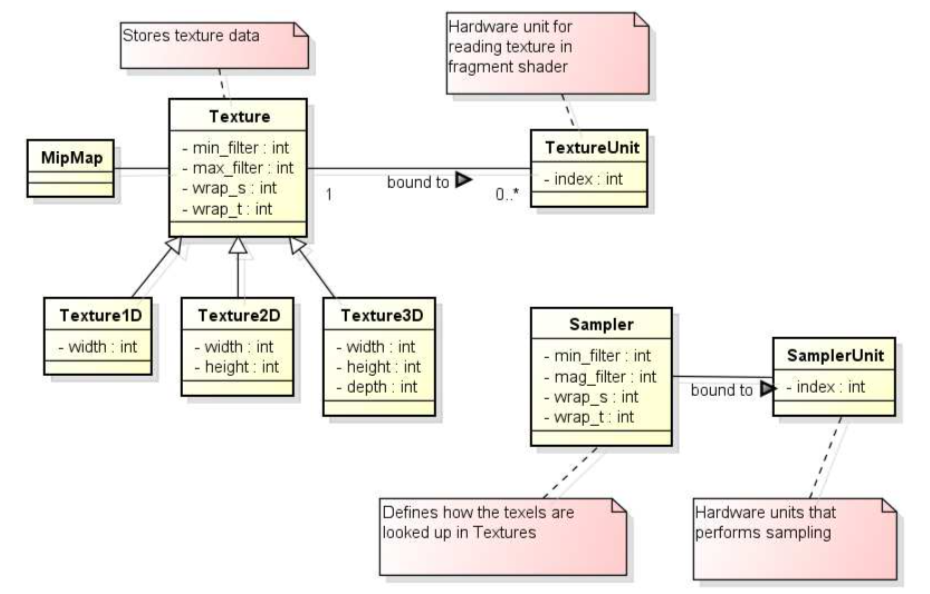 Stores texture data
Hardware unit for
reading texture in
fragment shader
Texture
- min_filter : int
- max_filter : int
- wrap_s : int
- wrap_t : int
MipMap
TextureUnit
- index : int
bound to
1
0..*
Texture1D
- width : int
Texture2D
- width : int
- height : int
Texture3D
- width : int
- height : int
- depth : int
Sampler
- min_filter : int
- mag_filter : int
- wrap_s : int
- wrap_t : int
SamplerUnit
- index : int
bound to
Defines how the texels are
looked up in Textures
Hardware units that
performs sampling